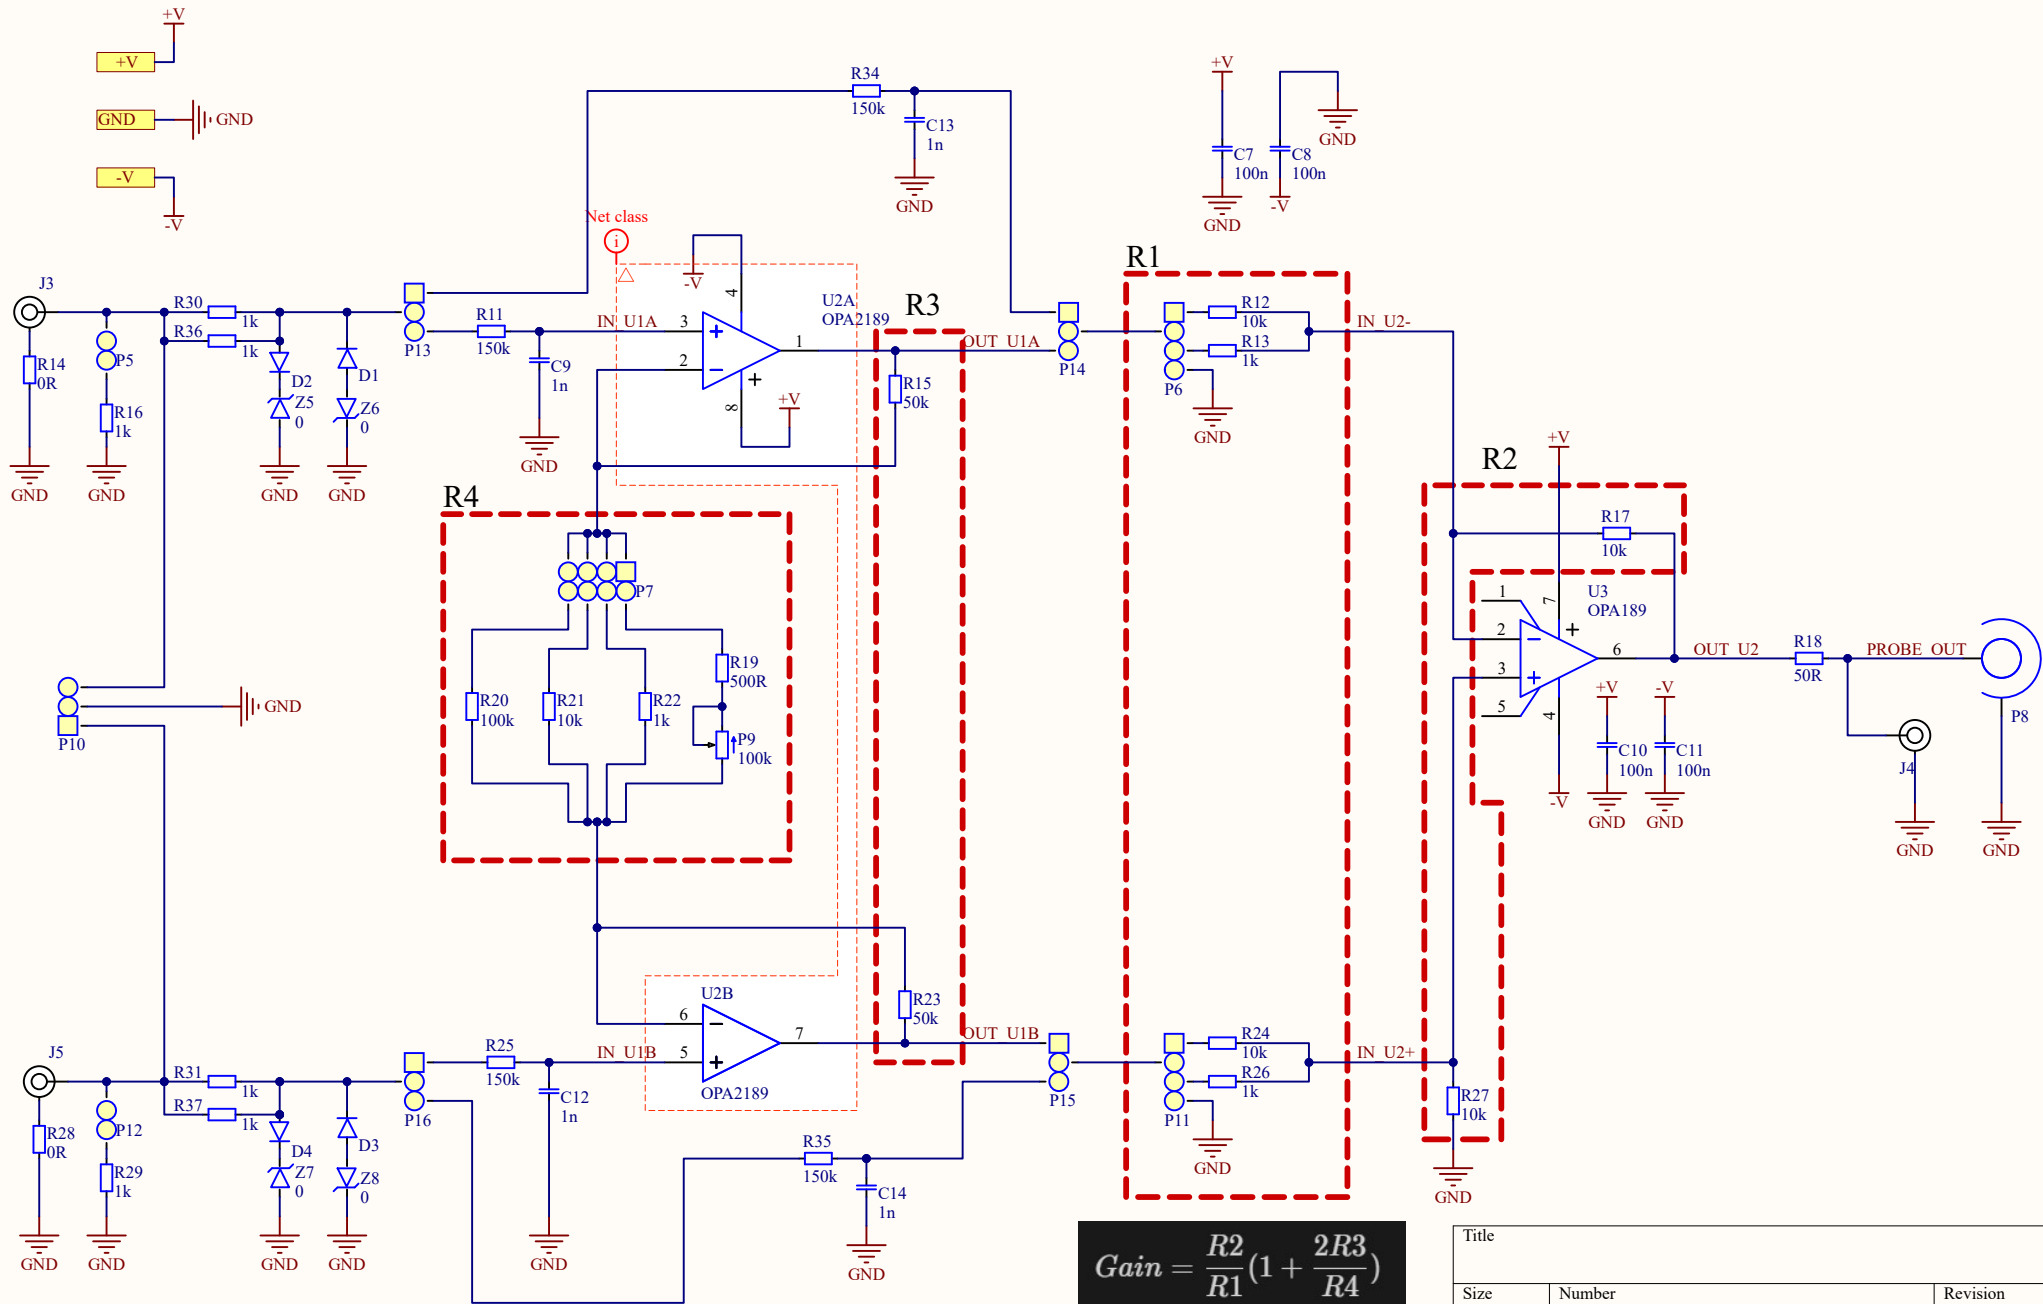 +V
+V
GND
GND
-V
-V
R34
150k
C13
1n
GND
+V
C7
100n
GND
C8
100n
-V
GND
Net class
i
J3
R14
0R
GND
P5
R16
1k
GND
R30
1k
R36
1k
D2
Z5
0
GND
D1
Z6
0
GND
P13
R11
150k
C9
1n
GND
IN_U1A
-V
4
3
2
1
8
+V
U2A
OPA2189
R3
OUT_U1A
R15
50k
P14
R1
R12
10k
R13
1k
P6
GND
IN_U2-
R4
P7
R20
100k
R21
10k
R22
1k
R19
500R
P9
100k
P10
GND
R2
+V
R17
10k
U3
OPA189
1
2
3
5
7
4
6
-V
+V
C10
100n
GND
-V
C11
100n
GND
OUT_U2
R18
50R
PROBE_OUT
J4
GND
P8
GND
J5
R28
0R
GND
P12
R29
1k
GND
R31
1k
R37
1k
D4
Z7
0
GND
D3
Z8
0
GND
P16
R25
150k
C12
1n
GND
IN_U1B
U2B
6
5
7
OPA2189
R23
50k
OUT_U1B
P15
R35
150k
C14
1n
GND
R24
10k
R26
1k
P11
GND
IN_U2+
R27
10k
GND
Gain = R2/R1(1 + 2R3/R4)
Title
Size
Number
Revision